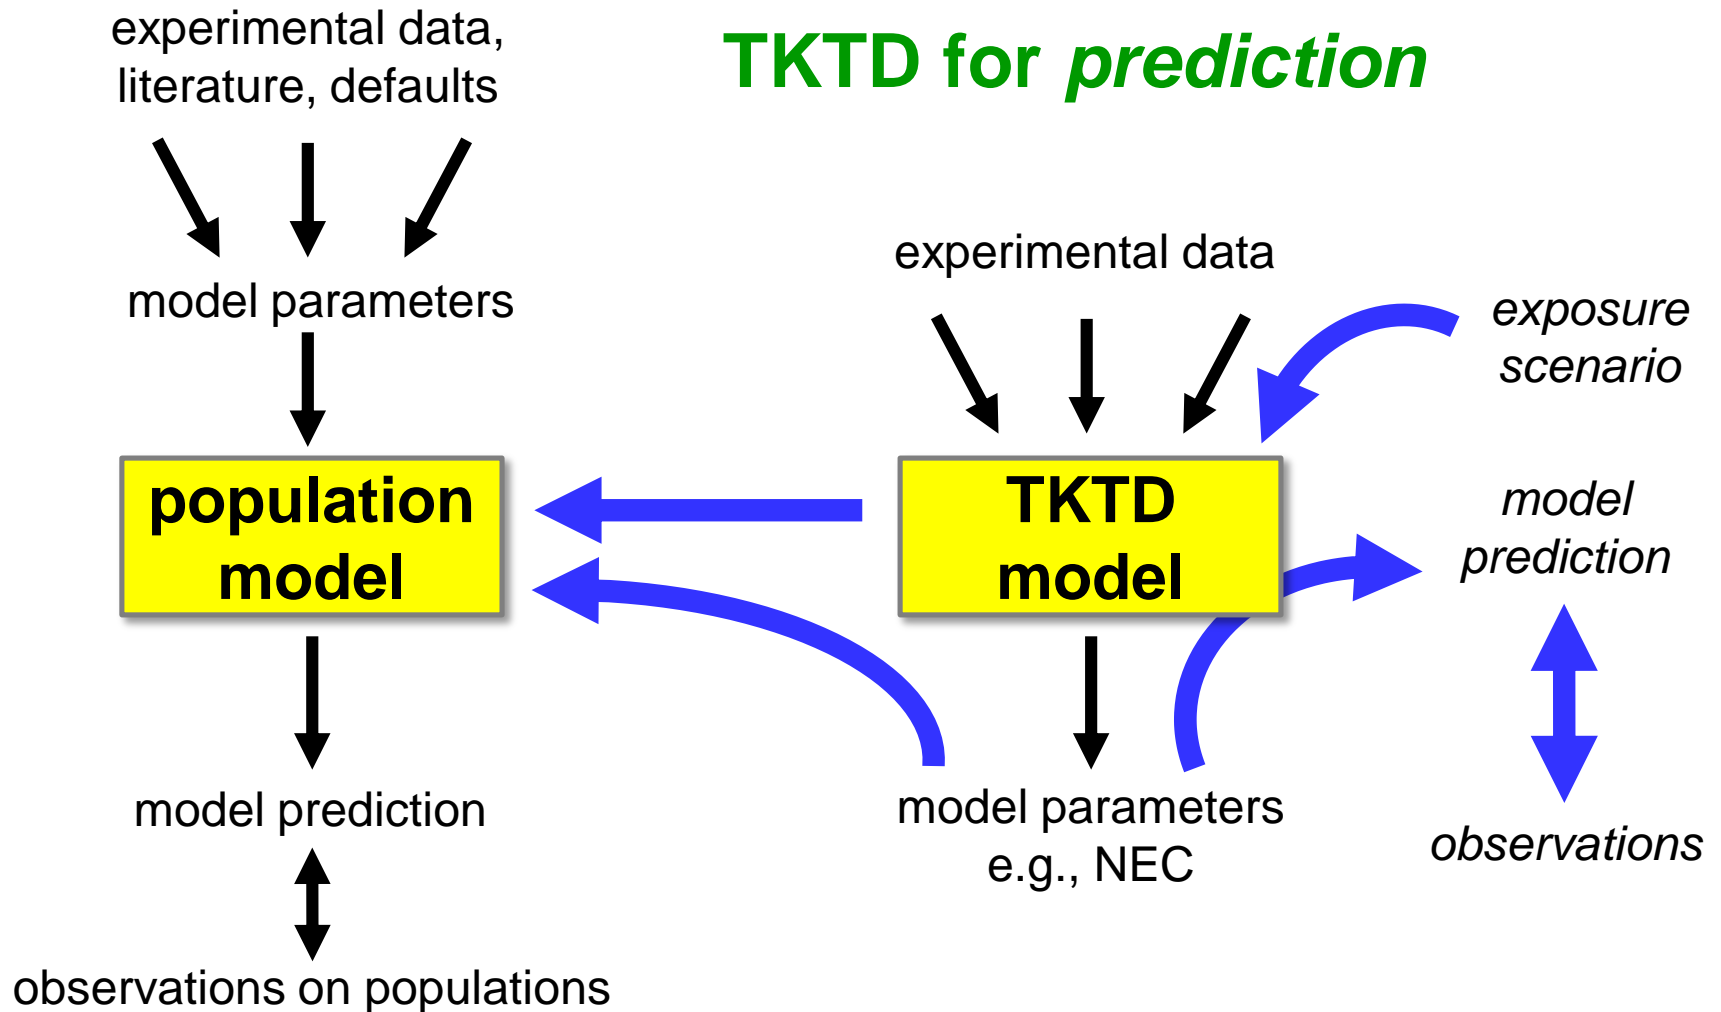 experimental data,
literature, defaults
TKTD for prediction
model parameters
experimental data
exposure
scenario
population
model
TKTD
model
model
prediction
model prediction
model parameters
e.g., NEC
observations
observations on populations